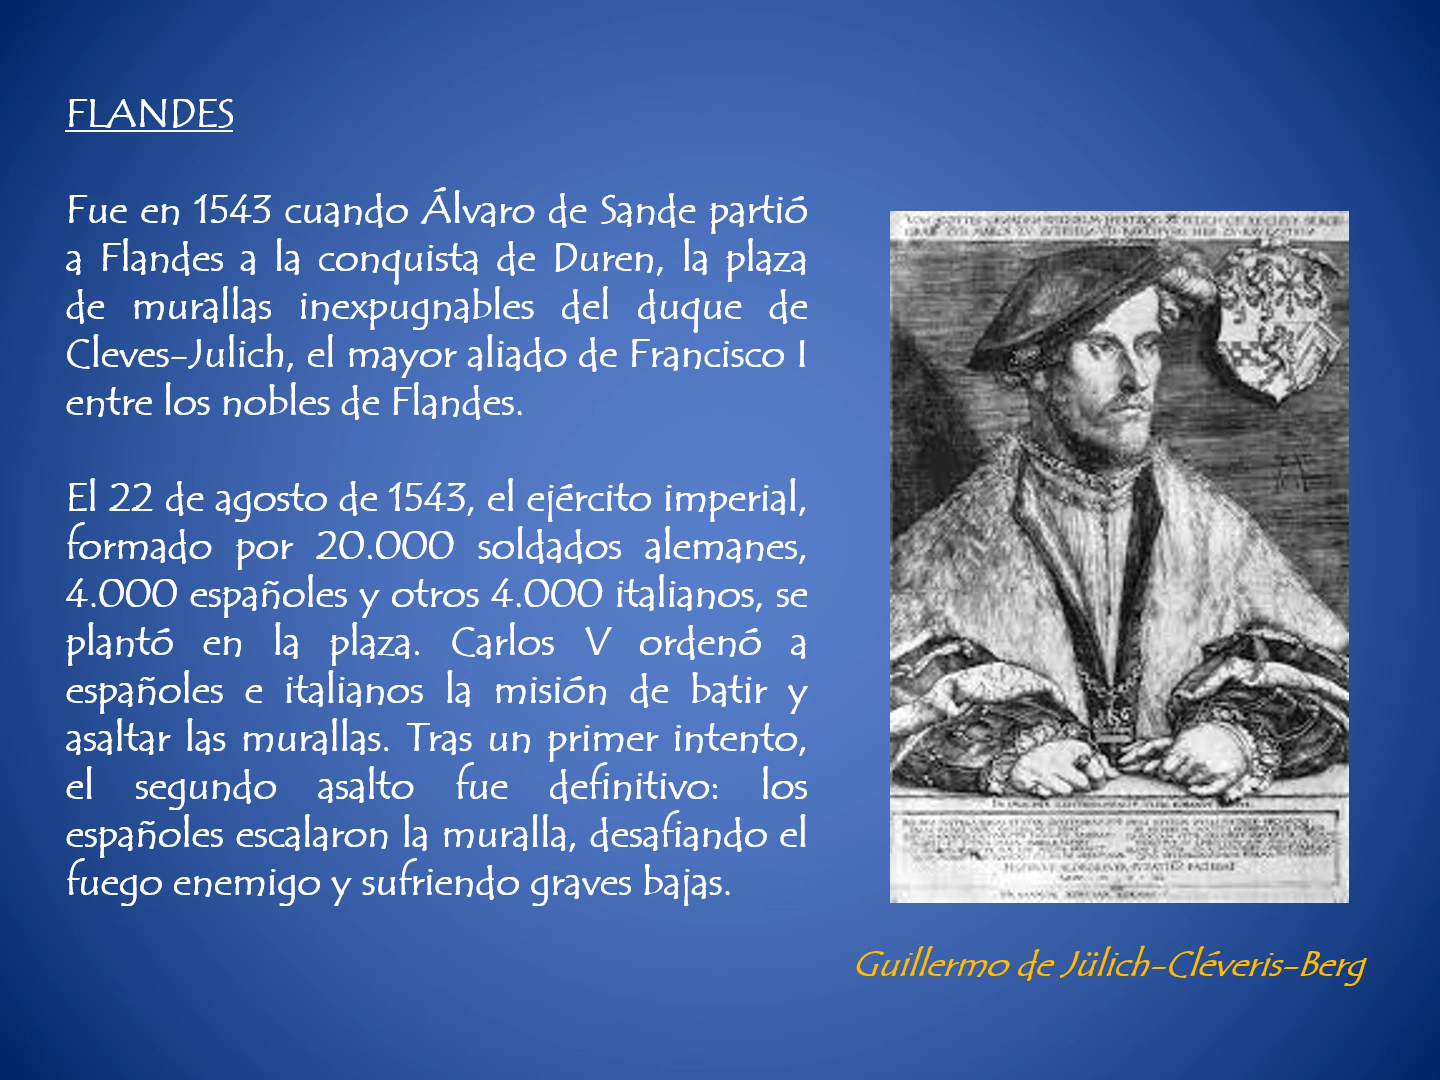 FLANDES
Fue en 1543 cuando Álvaro de Sande partió
a Flandes a la conquista de Duren, la plaza
de murallas inexpugnables del duque de
Cleves-Julich, el mayor aliado de Francisco I
entre los nobles de Flandes.
El 22 de agosto de 1543, el ejército imperial,
formado por 20.000 soldados alemanes,
4.000 españoles y otros 4.000 italianos, se
plantó en la plaza. Carlos V ordenó a
españoles e italianos la misión de batir y
asaltar las murallas. Tras un primer intento,
el segundo asalto fue definitivo: los
españoles escalaron la muralla, desafiando el
fuego enemigo y sufriendo graves bajas.
Guillermo de Jülich-Cléveris-Berg